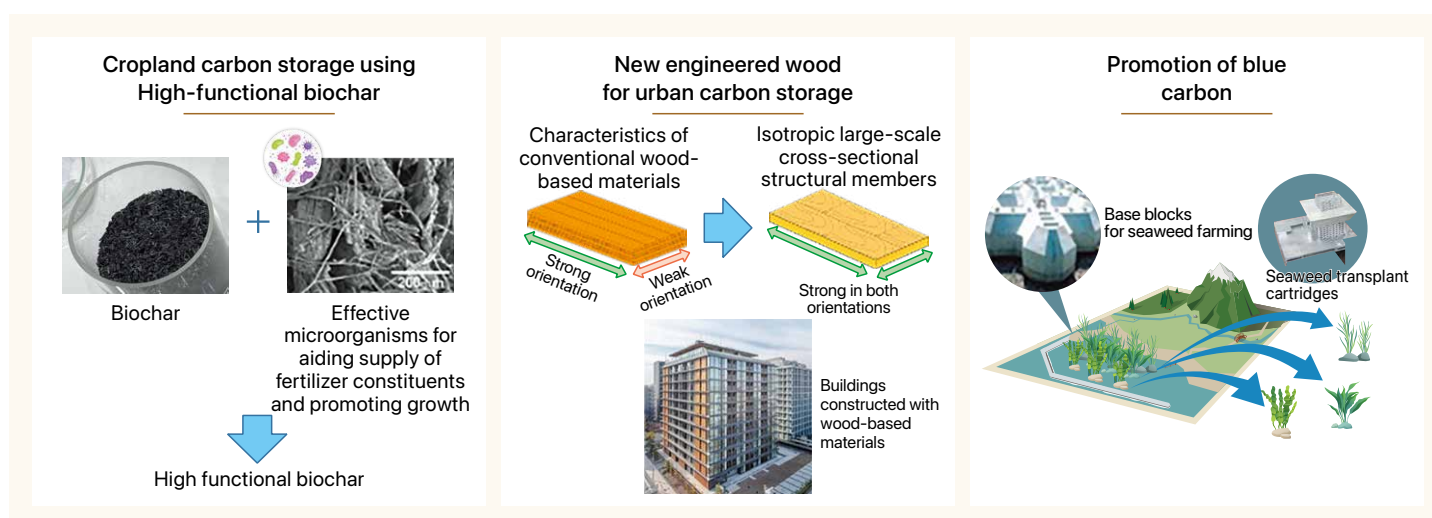 Cropland carbon storage using
High-functional biochar
Biochar
+
200 m
Effective
microorganisms for
aiding supply of
fertilizer constituents
and promoting growth
High functional biochar
New engineered wood
for urban carbon storage
Characteristics of
conventional wood-
based materials
Strong
orientation
Weak
orientation
Isotropic large-scale
cross-sectional
structural members
Strong in both
orientations
Buildings
constructed with
wood-based
materials
Promotion of blue
carbon
Base blocks
for seaweed farming
Seaweed transplant
cartridges